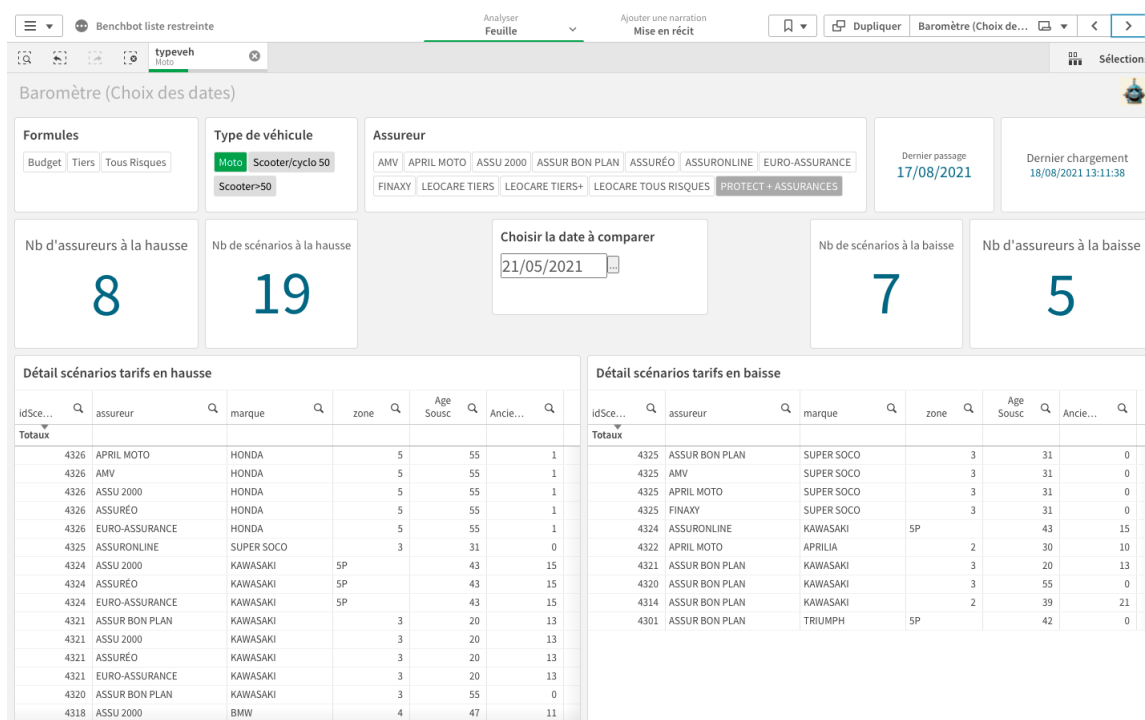 Benchbot liste restreinte
Analyser
Feuille
Ajouter une narration
Mise en récit
Dupliquer
Baromètre (Choix de...
typeveh
Moto
Sélection
Baromètre (Choix des dates)
Formules
Budget Tiers Tous Risques
Type de véhicule
Moto Scooter/cyclo 50
Scooter>50
Assureur
AMV APRIL MOTO ASSU 2000 ASSUR BON PLAN ASSURÉO ASSURONLINE EURO-ASSURANCE
FINAXY LEOCARE TIERS LEOCARE TIERS+ LEOCARE TOUS RISQUES PROTECT + ASSURANCES
Dernier passage
17/08/2021
Dernier chargement
18/08/2021 13:11:38
Nb d'assureurs à la hausse
8
Nb de scénarios à la hausse
19
Choisir la date à comparer
21/05/2021 ...
Nb de scénarios à la baisse
7
Nb d'assureurs à la baisse
5
Détail scénarios tarifs en hausse
idSce... assureur marque zone Age Sousc Ancie...
Totaux
4326 APRIL MOTO HONDA 5 55 1
4326 AMV HONDA 5 55 1
4326 ASSU 2000 HONDA 5 55 1
4326 ASSURÉO HONDA 5 55 1
4326 EURO-ASSURANCE HONDA 5 55 1
4325 ASSURONLINE SUPER SOCO 3 31 0
4324 ASSU 2000 KAWASAKI 5P 43 15
4324 ASSURÉO KAWASAKI 5P 43 15
4324 EURO-ASSURANCE KAWASAKI 5P 43 15
4321 ASSUR BON PLAN KAWASAKI 3 20 13
4321 ASSU 2000 KAWASAKI 3 20 13
4321 ASSURÉO KAWASAKI 3 20 13
4321 EURO-ASSURANCE KAWASAKI 3 20 13
4320 ASSUR BON PLAN KAWASAKI 3 55 0
4318 ASSU 2000 BMW 4 47 11
Détail scénarios tarifs en baisse
idSce... assureur marque zone Age Sousc Ancie...
Totaux
4325 ASSUR BON PLAN SUPER SOCO 3 31 0
4325 AMV SUPER SOCO 3 31 0
4325 APRIL MOTO SUPER SOCO 3 31 0
4325 FINAXY SUPER SOCO 3 31 0
4324 ASSURONLINE KAWASAKI 5P 43 15
4322 APRIL MOTO APRILIA 2 30 10
4321 ASSUR BON PLAN KAWASAKI 3 20 13
4320 ASSUR BON PLAN KAWASAKI 3 55 0
4314 ASSUR BON PLAN KAWASAKI 2 39 21
4301 ASSUR BON PLAN TRIUMPH 5P 42 0